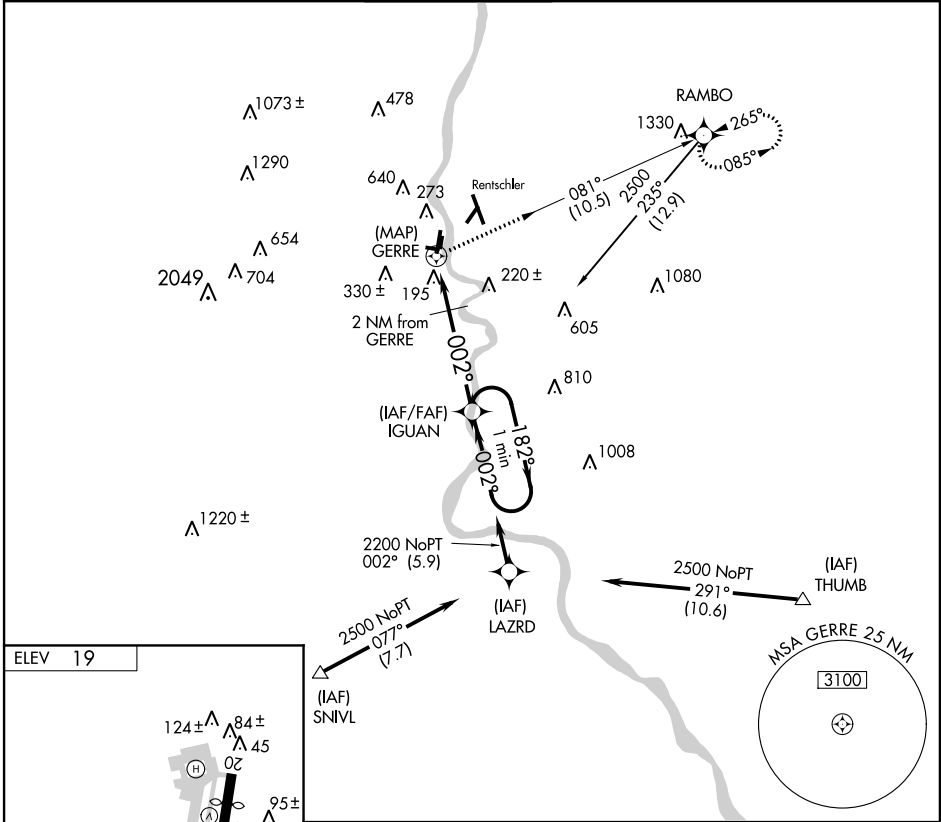 1073 ±
478
RAMBO
1330
265°
085°
1290
640
273
Rentschler
081°
(10.5)
2500
235°
(12.9)
(MAP)
GERRE
654
704
2049
330 ±
195
220 ±
1080
605
2 NM from
GERRE
002°
810
(IAF/FAF)
IGUAN
182°
1 min
002°
1008
1220 ±
2200 NoPT
002° (5.9)
(IAF)
LAZRD
2500 NoPT
291°
(10.6)
(IAF)
THUMB
2500 NoPT
077°
(7.7)
(IAF)
SNIVL
MSA GERRE 25 NM
3100
ELEV 19
124 ±
84 ±
45
20
H
95 ±